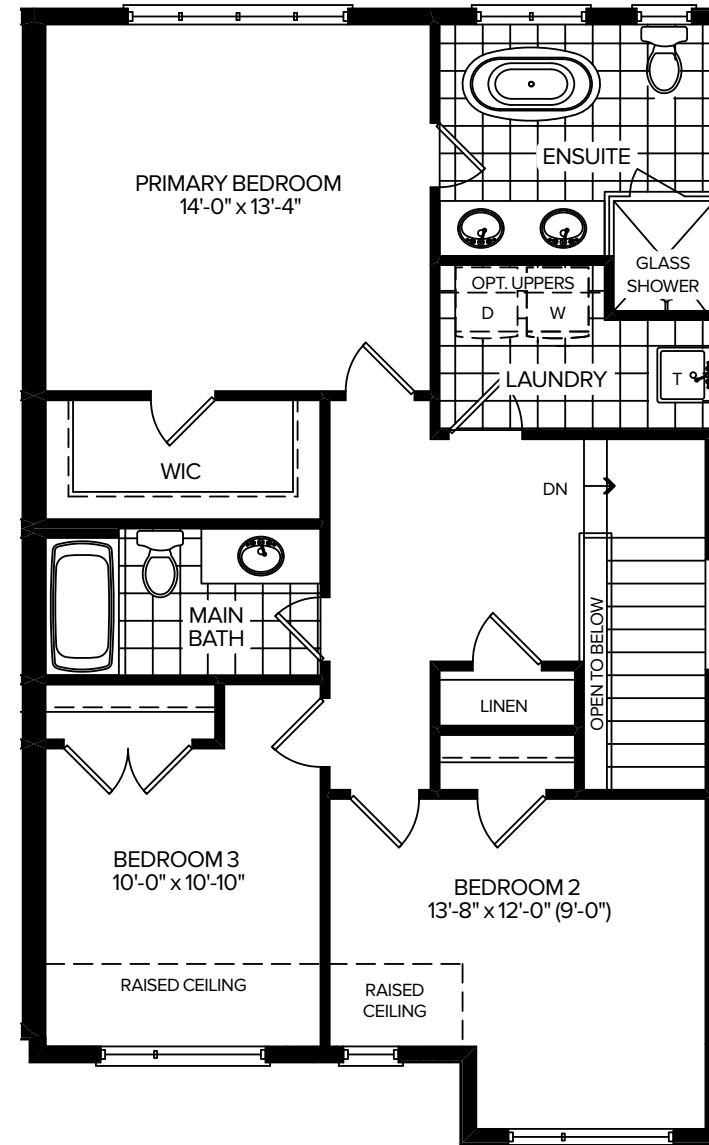 ENSUITE
PRIMARY BEDROOM
14'-0" x 13'-4"
GLASS
SHOWER
OPT. UPPERS
D
W
LAUNDRY
T
WIC
DN
MAIN
BATH
OPEN TO BELOW
LINEN
BEDROOM 3
10'-0" x 10'-10"
BEDROOM 2
13'-8" x 12'-0" (9'-0")
RAISED CEILING
RAISED
CEILING